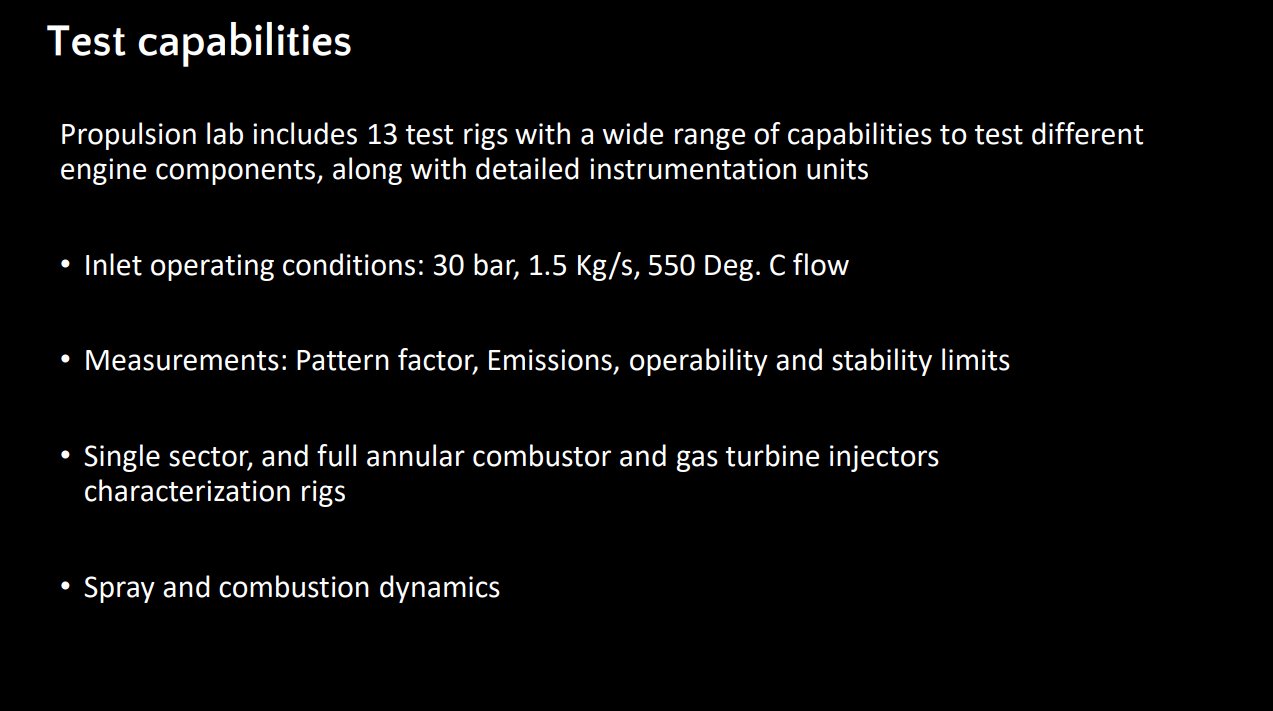 Test capabilities
Propulsion lab includes 13 test rigs with a wide range of capabilities to test different
engine components, along with detailed instrumentation units
• Inlet operating conditions: 30 bar, 1.5 Kg/s, 550 Deg. C flow
• Measurements: Pattern factor, Emissions, operability and stability limits
• Single sector, and full annular combustor and gas turbine injectors
characterization rigs
• Spray and combustion dynamics